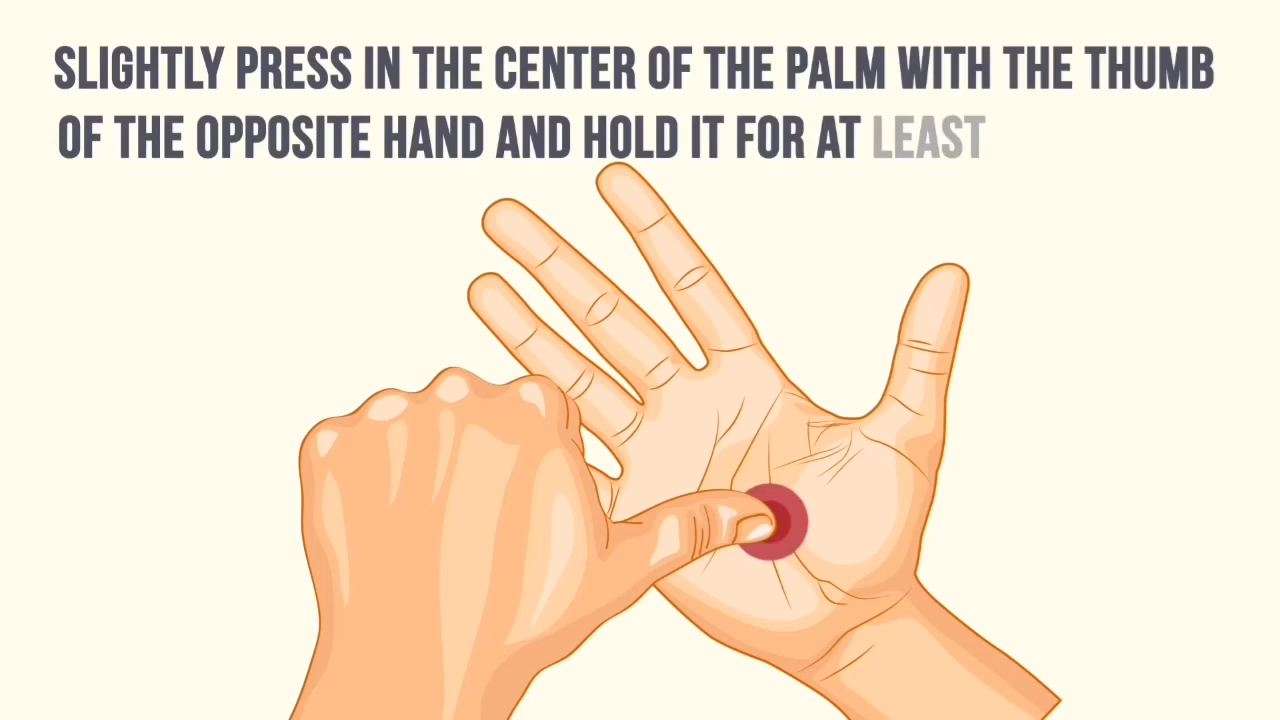 SLIGHTLY PRESS IN THE CENTER OF THE PALM WITH THE THUMB
OF THE OPPOSITE HAND AND HOLD IT FOR AT LEAST